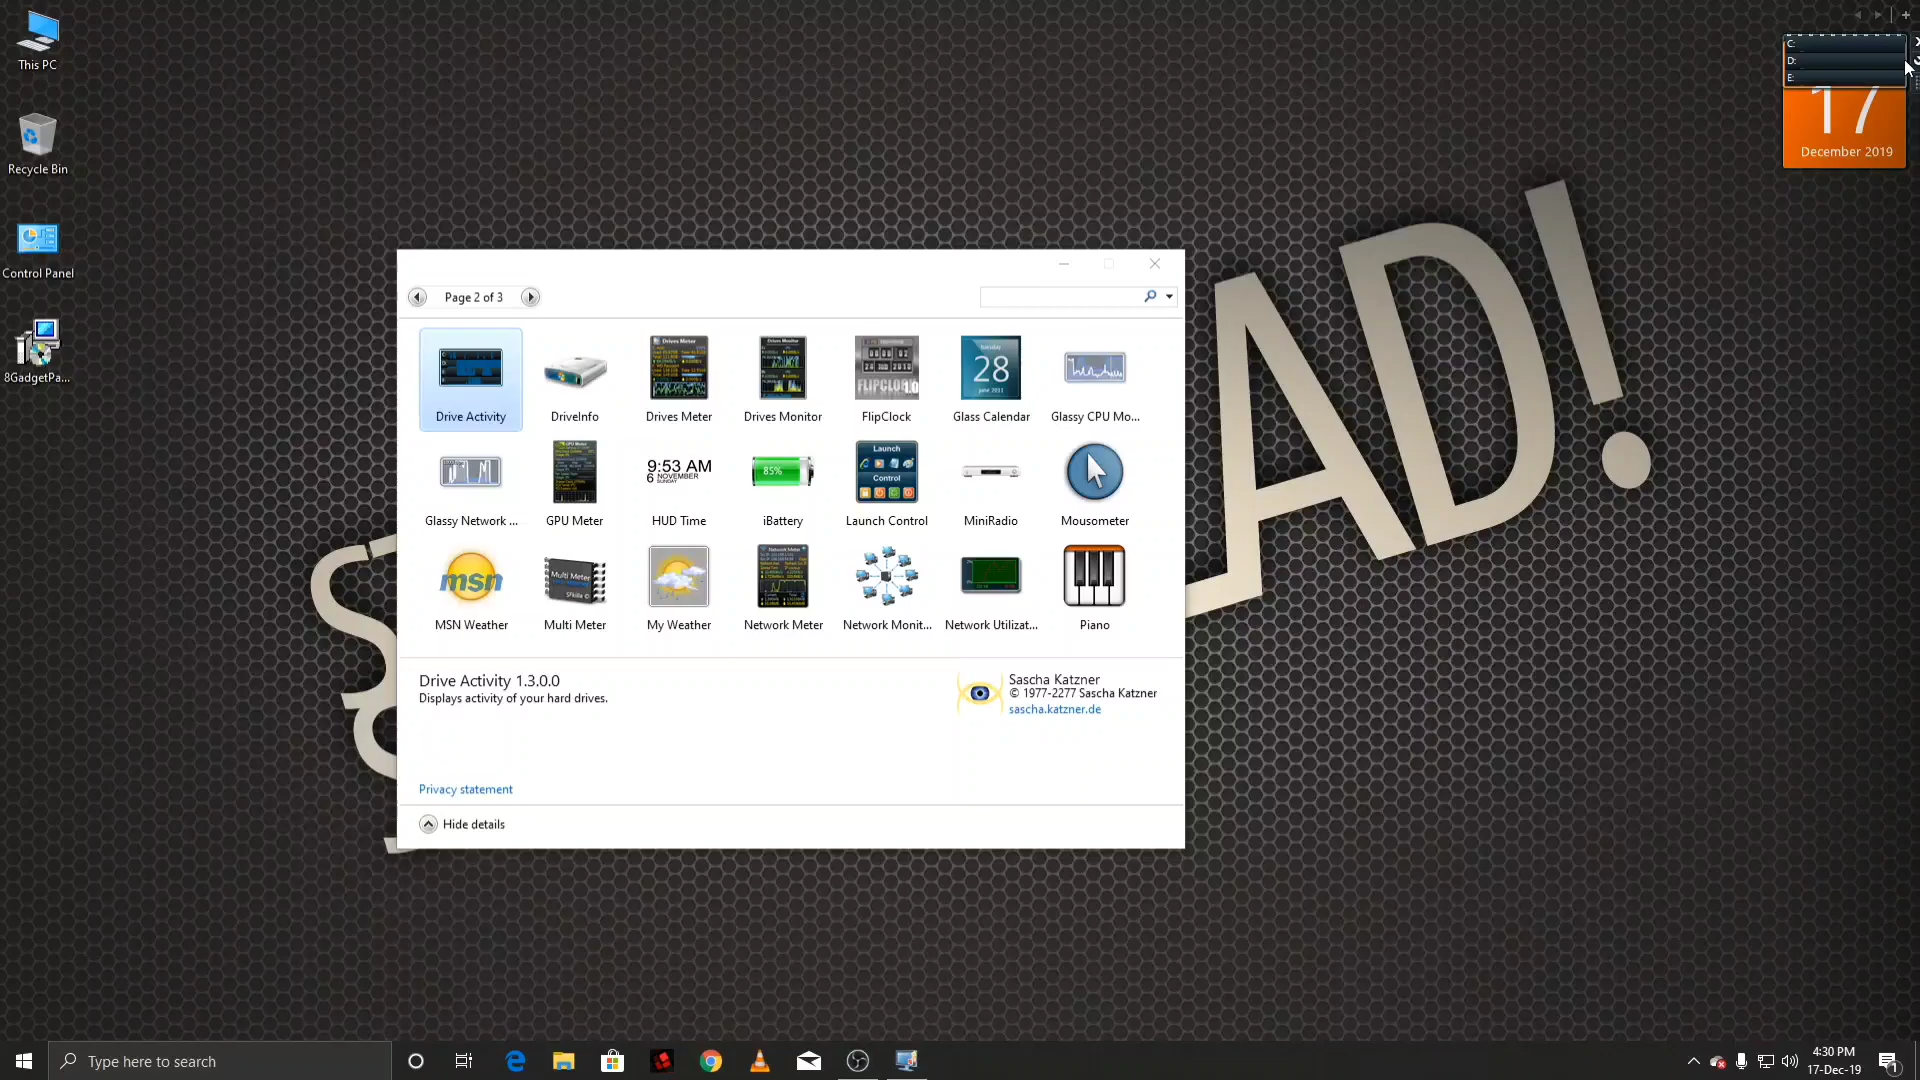 This PC
Recycle Bin
Control Panel
8GadgetPa...
C:
D:
E:
17
December 2019
AD!
Page 2 of 3
Drive Activity
DriveInfo
Drives Meter
Drives Monitor
FlipClock
Glass Calendar
Glassy CPU Mo...
28
Glassy Network ...
GPU Meter
HUD Time
iBattery
Launch Control
MiniRadio
Mousometer
9:53 AM
6 NOVEMBER
SUNDAY
85%
Launch
Control
MSN Weather
Multi Meter
My Weather
Network Meter
Network Monit...
Network Utilizat...
Piano
msn
Multi Meter
Drive Activity 1.3.0.0
Displays activity of your hard drives.
Sascha Katzner
© 1977-2277 Sascha Katzner
sascha.katzner.de
Privacy statement
Hide details
Type here to search
4:30 PM
17-Dec-19
1